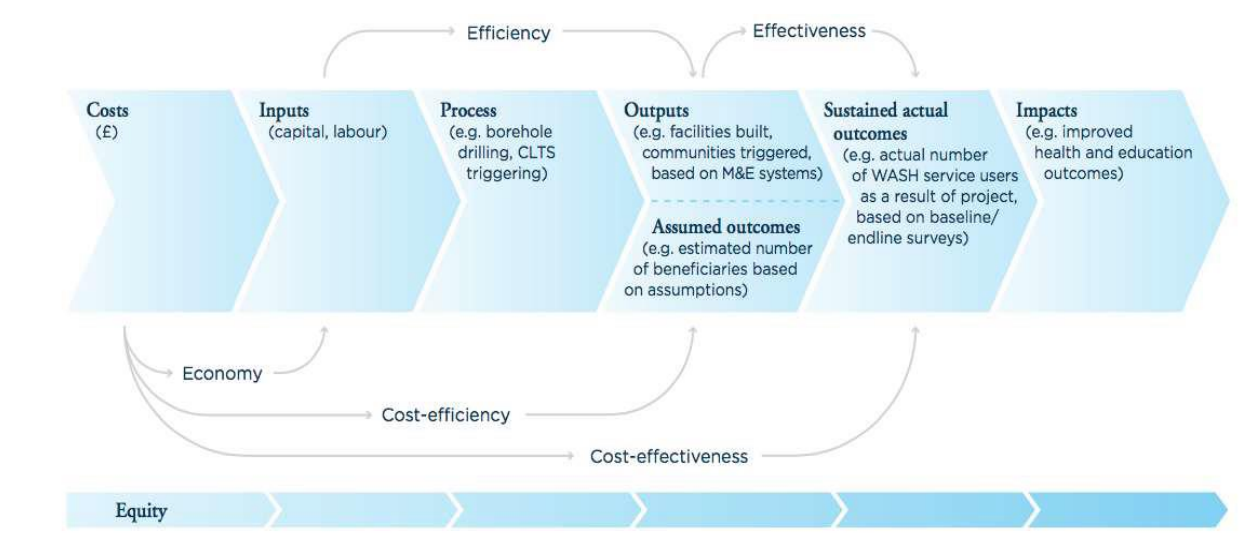 Efficiency
Effectiveness
Costs
(£)
Inputs
(capital, labour)
Process
(e.g. borehole
drilling, CLTS
triggering)
Outputs
(e.g. facilities built,
communities triggered,
based on M&E systems)
Assumed outcomes
(e.g. estimated number
of beneficiaries based
on assumptions)
Sustained actual
outcomes
(e.g. actual number
of WASH service users
as a result of project,
based on baseline/
endline surveys)
Impacts
(e.g. improved
health and education
outcomes)
Economy
Cost-efficiency
Cost-effectiveness
Equity